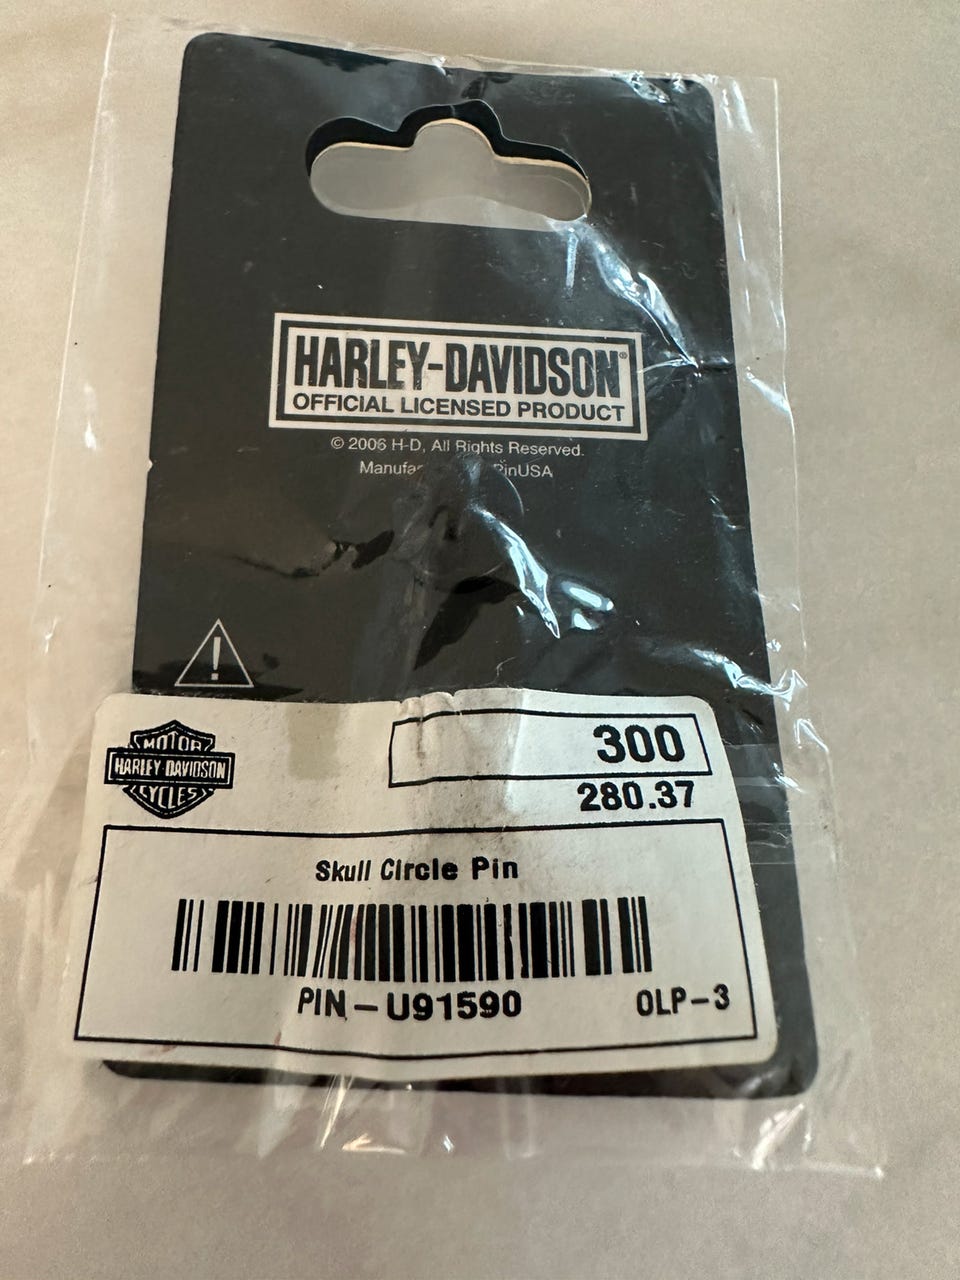 HARLEY-DAVIDSON®
OFFICIAL LICENSED PRODUCT
© 2006 H-D, All Rights Reserved.
PinUSA
!
MOTOR
HARLEY-DAVIDSON
CYCLES
300
280.37
Skull Circle Pin
PIN-U91590
OLP-3